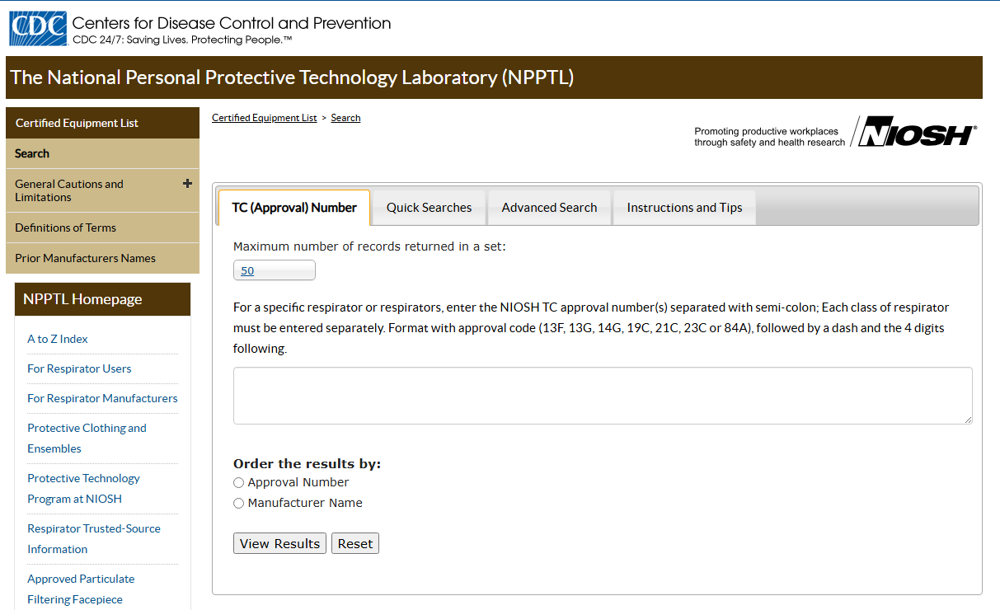 CDC
Centers for Disease Control and Prevention
CDC 24/7: Saving Lives. Protecting People.™
The National Personal Protective Technology Laboratory (NPPTL)
Certified Equipment List
Search
General Cautions and
Limitations
Definitions of Terms
Prior Manufacturers Names
NPPTL Homepage
A to Z Index
For Respirator Users
For Respirator Manufacturers
Protective Clothing and
Ensembles
Protective Technology
Program at NIOSH
Respirator Trusted-Source
Information
Approved Particulate
Filtering Facepiece
Certified Equipment List > Search
Promoting productive workplaces
through safety and health research
NIOSH®
TC (Approval) Number
Quick Searches
Advanced Search
Instructions and Tips
Maximum number of records returned in a set:
50
For a specific respirator or respirators, enter the NIOSH TC approval number(s) separated with semi-colon; Each class of respirator
must be entered separately. Format with approval code (13F, 13G, 14G, 19C, 21C, 23C or 84A), followed by a dash and the 4 digits
following.
Order the results by:
Approval Number
Manufacturer Name
View Results
Reset